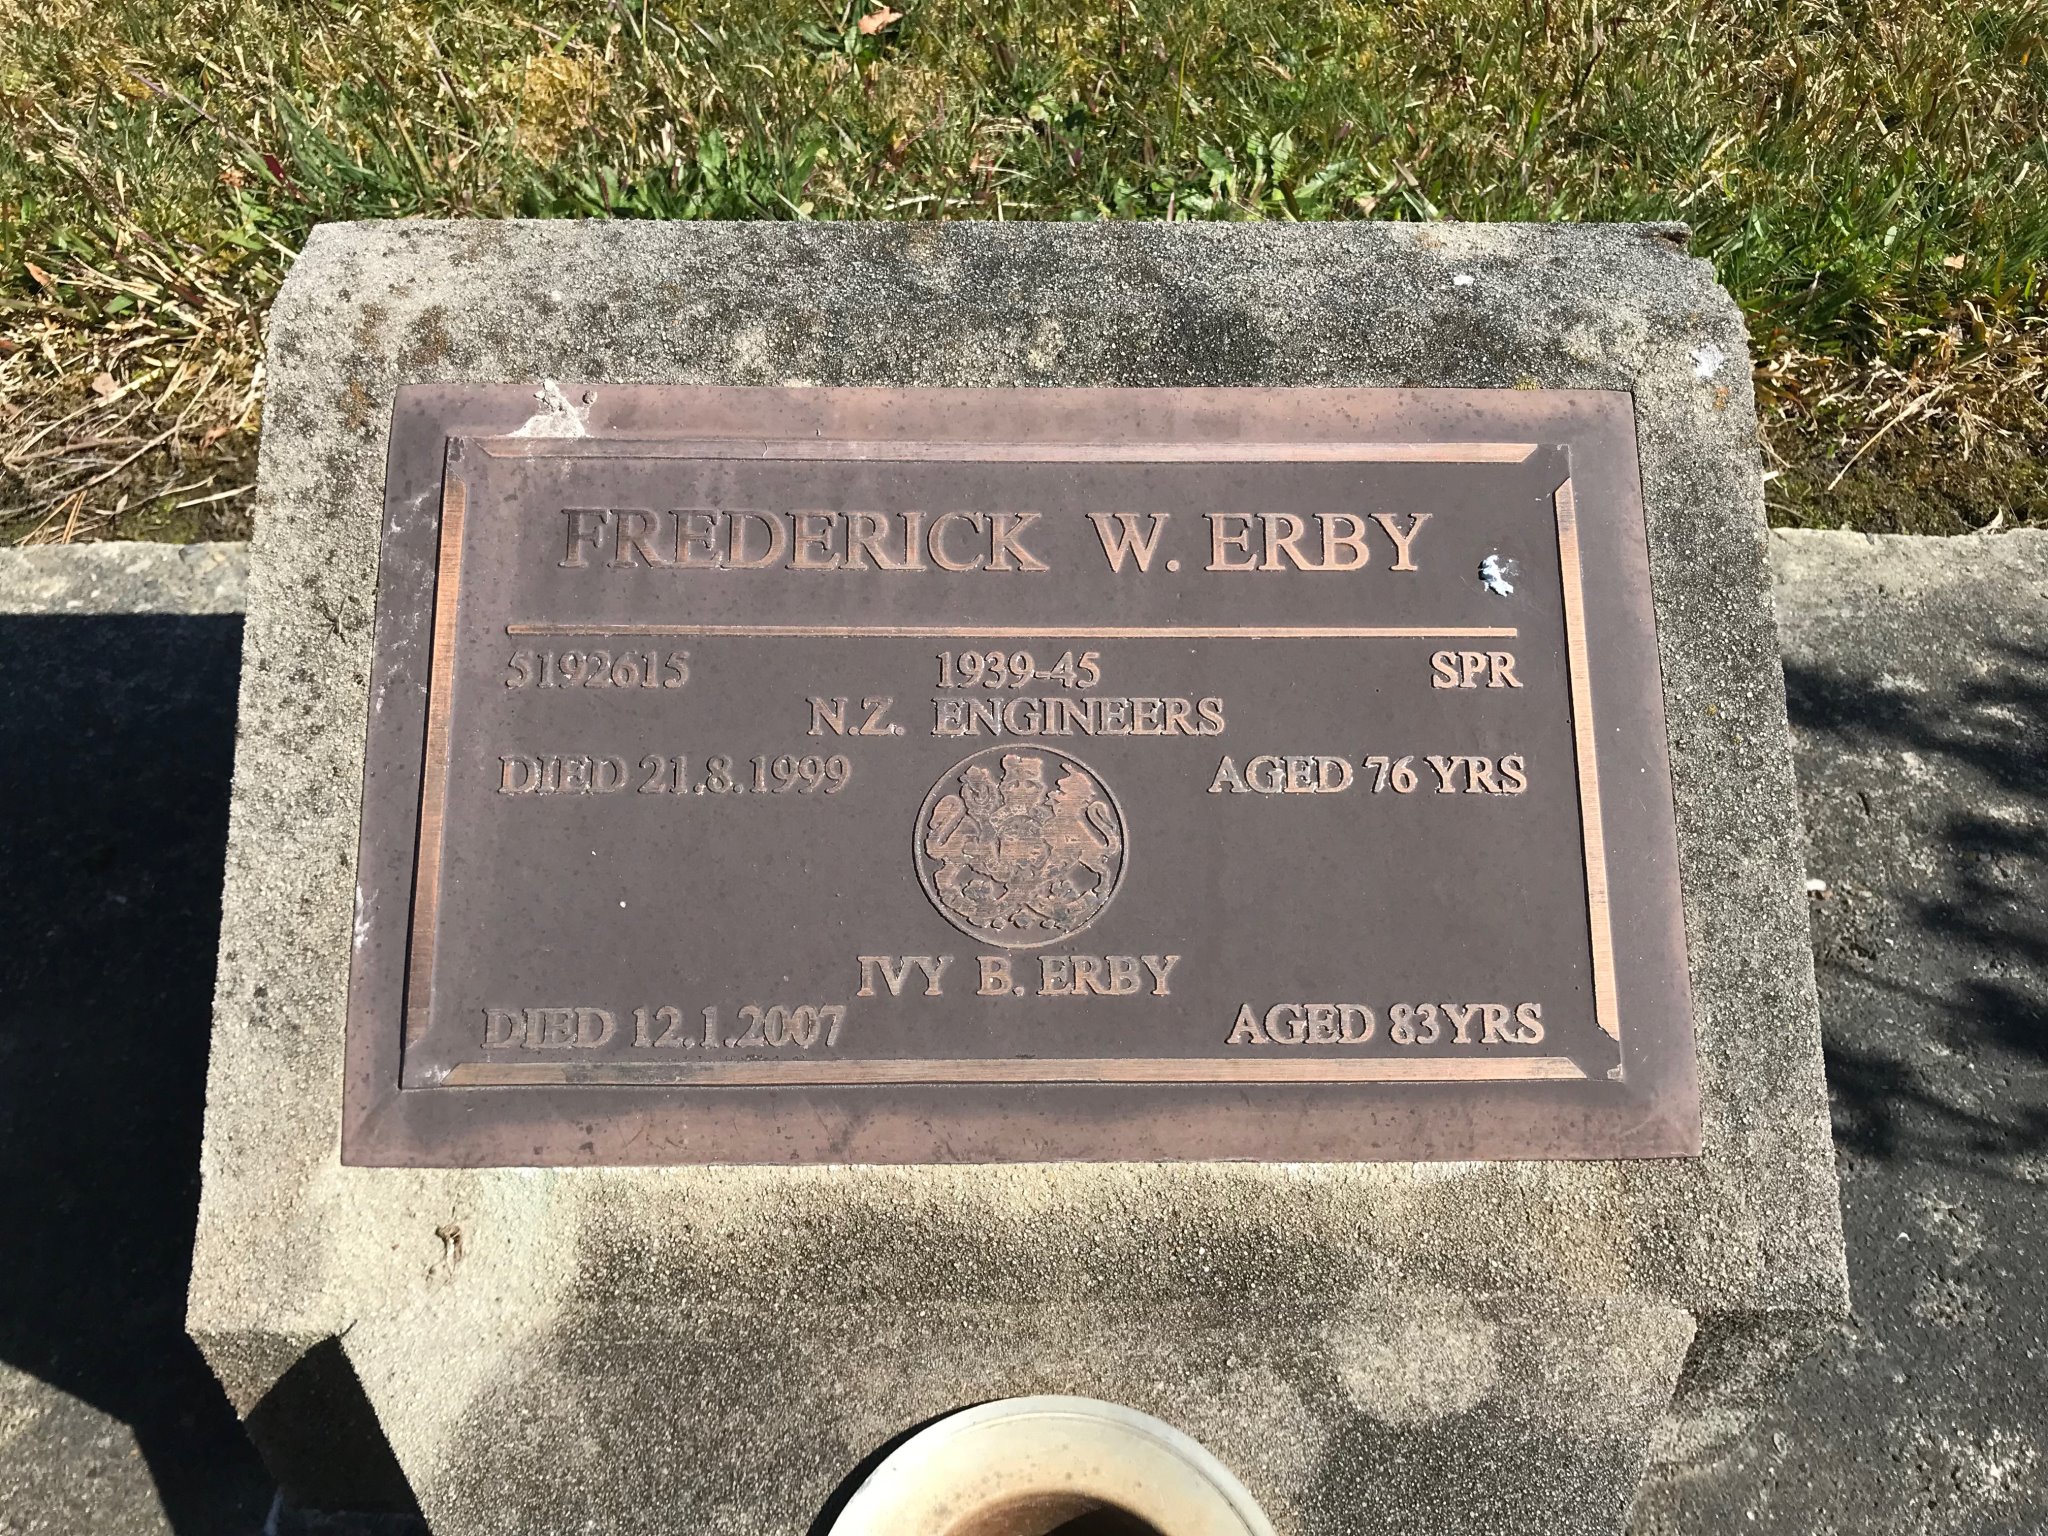 FREDERICK W. ERBY
5192615 1939-45 SPR
N.Z. ENGINEERS
DIED 21.8.1999 AGED 76 YRS
IVY B. ERBY
DIED 12.1.2007 AGED 83YRS